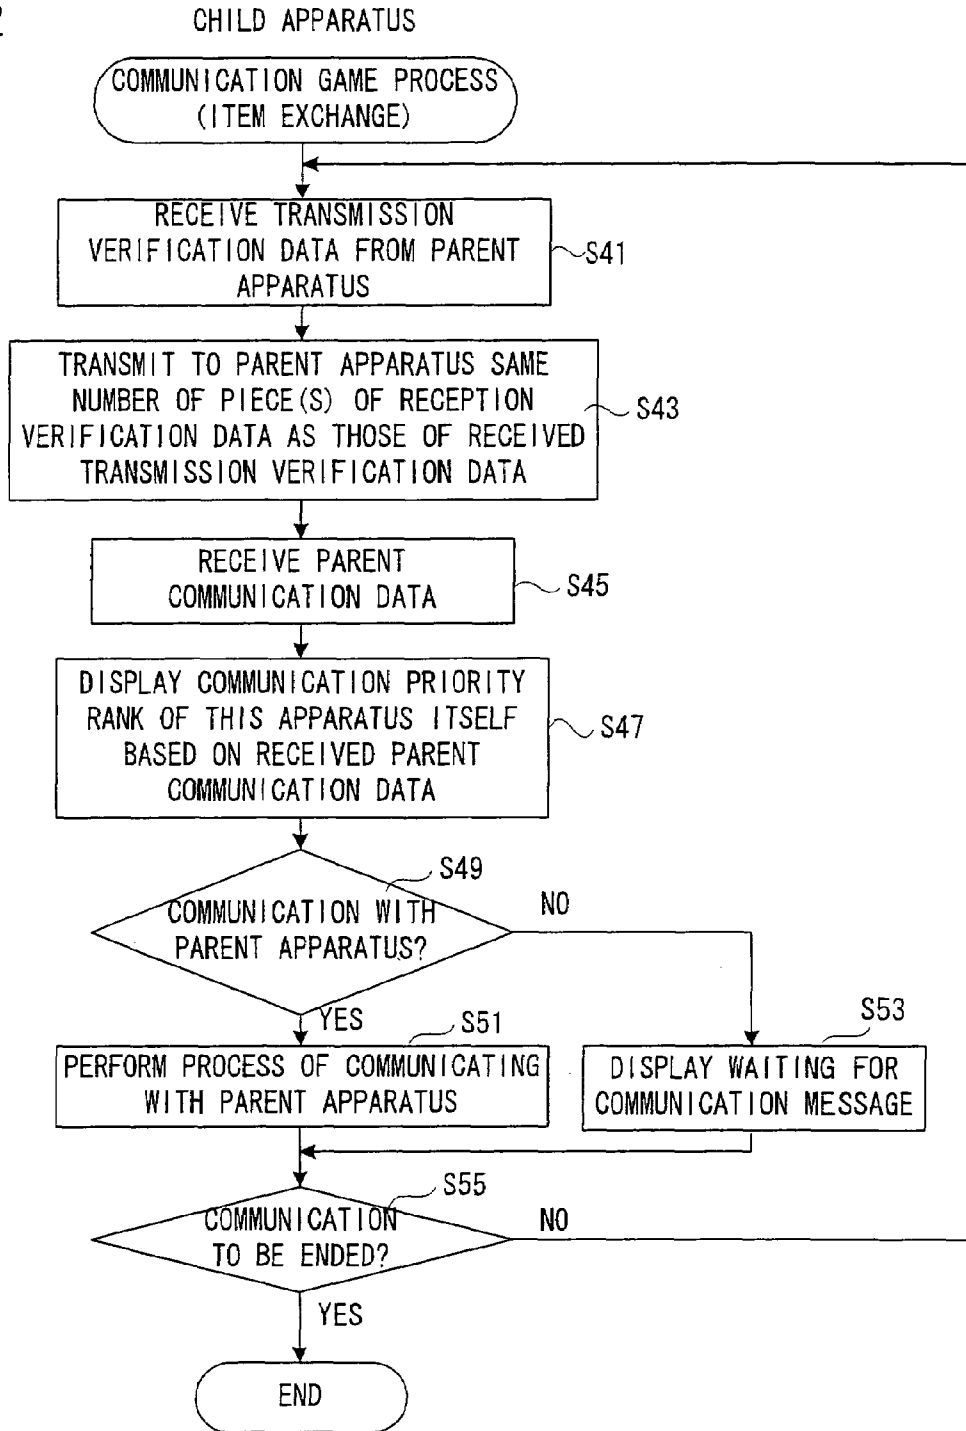 CHILD APPARATUS
COMMUNICATION GAME PROCESS
(ITEM EXCHANGE)
RECEIVE TRANSMISSION
VERIFICATION DATA FROM PARENT
APPARATUS
S41
TRANSMIT TO PARENT APPARATUS SAME
NUMBER OF PIECE(S) OF RECEPTION
VERIFICATION DATA AS THOSE OF RECEIVED
TRANSMISSION VERIFICATION DATA
S43
RECEIVE PARENT
COMMUNICATION DATA
S45
DISPLAY COMMUNICATION PRIORITY
RANK OF THIS APPARATUS ITSELF
BASED ON RECEIVED PARENT
COMMUNICATION DATA
S47
S49
COMMUNICATION WITH
PARENT APPARATUS?
NO
YES
S51
PERFORM PROCESS OF COMMUNICATING
WITH PARENT APPARATUS
S53
DISPLAY WAITING FOR
COMMUNICATION MESSAGE
S55
COMMUNICATION
TO BE ENDED?
NO
YES
END